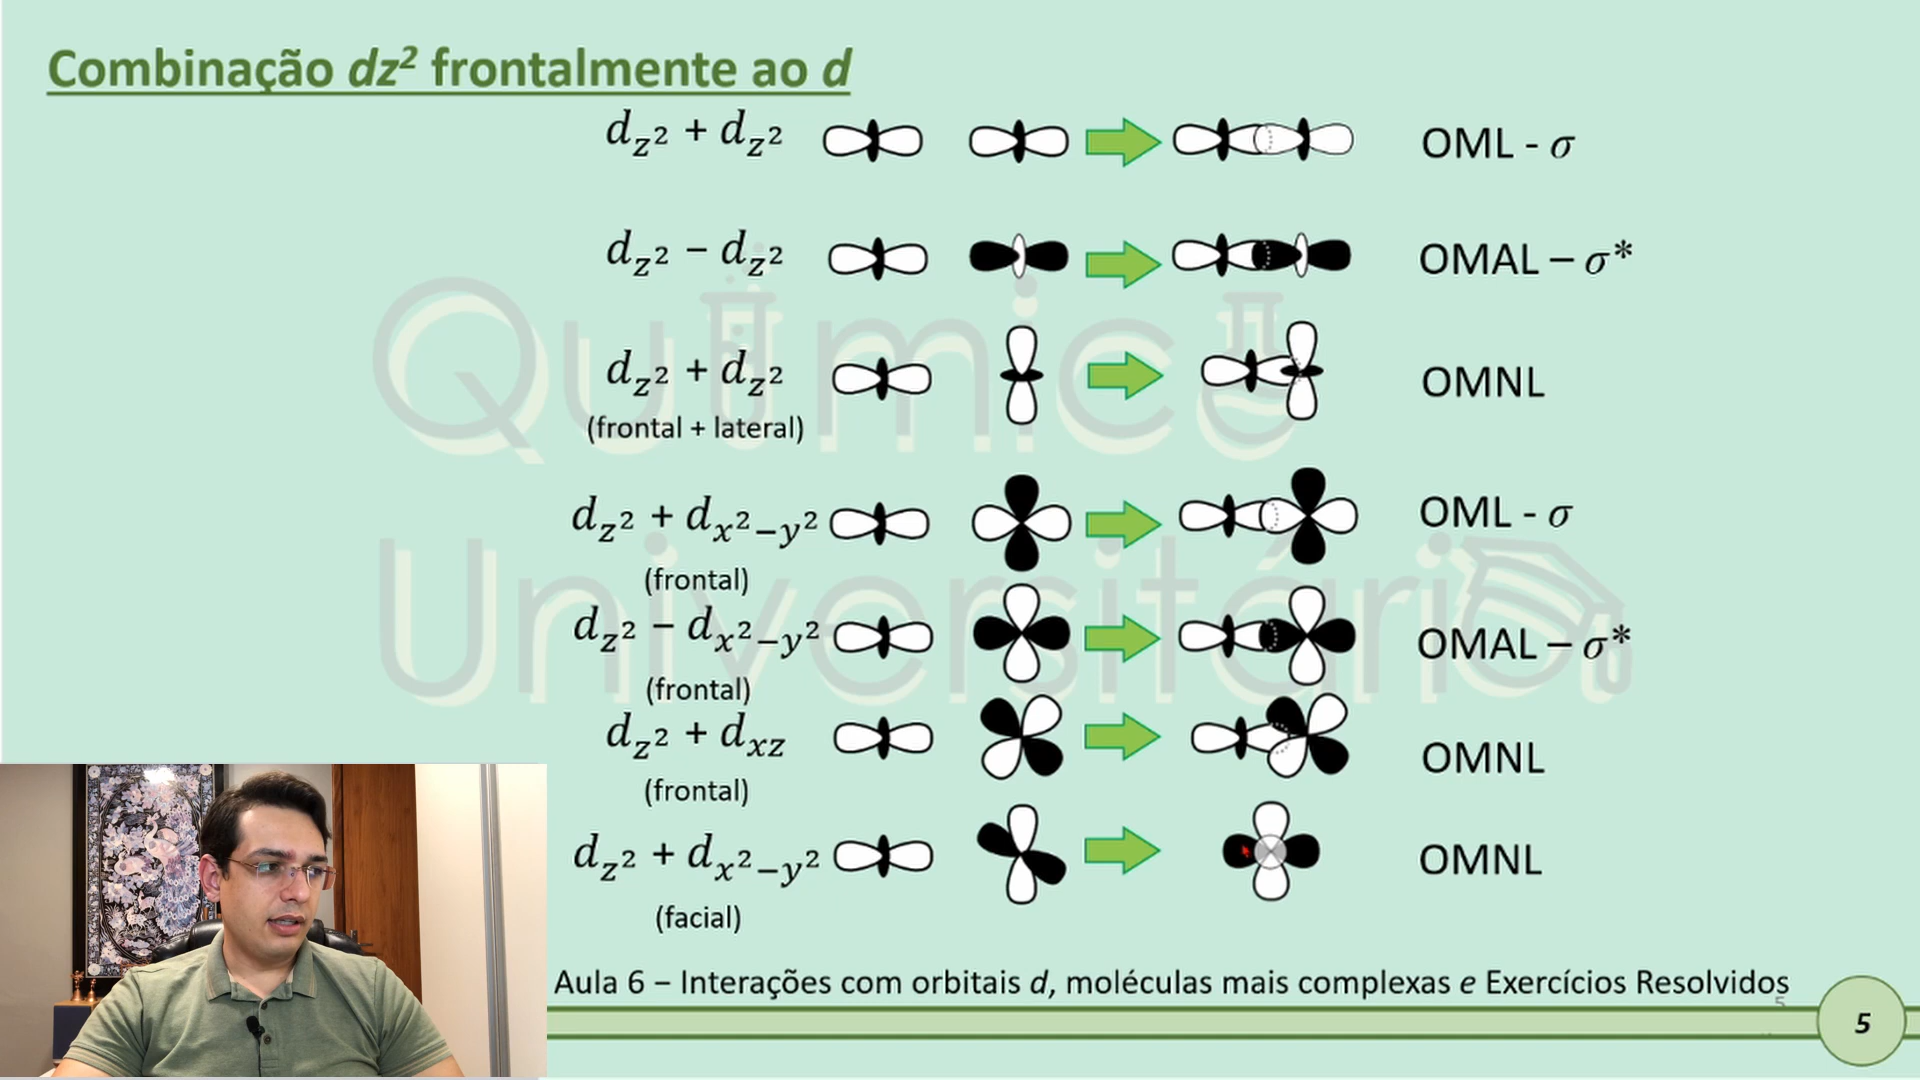 Combinação dz² frontalmente ao d
d_{z²} + d_{z²} OML - σ
d_{z²} − d_{z²} OMAL – σ*
d_{z²} + d_{z²} OMNL
(frontal + lateral)
d_{z²} + d_{x²−y²} OML - σ
(frontal)
d_{z²} − d_{x²−y²} OMAL – σ*
(frontal)
d_{z²} + d_{xz} OMNL
(frontal)
d_{z²} + d_{x²−y²} OMNL
(facial)
Químic
Universitári
Aula 6 – Interações com orbitais d, moléculas mais complexas e Exercícios Resolvidos
5
5